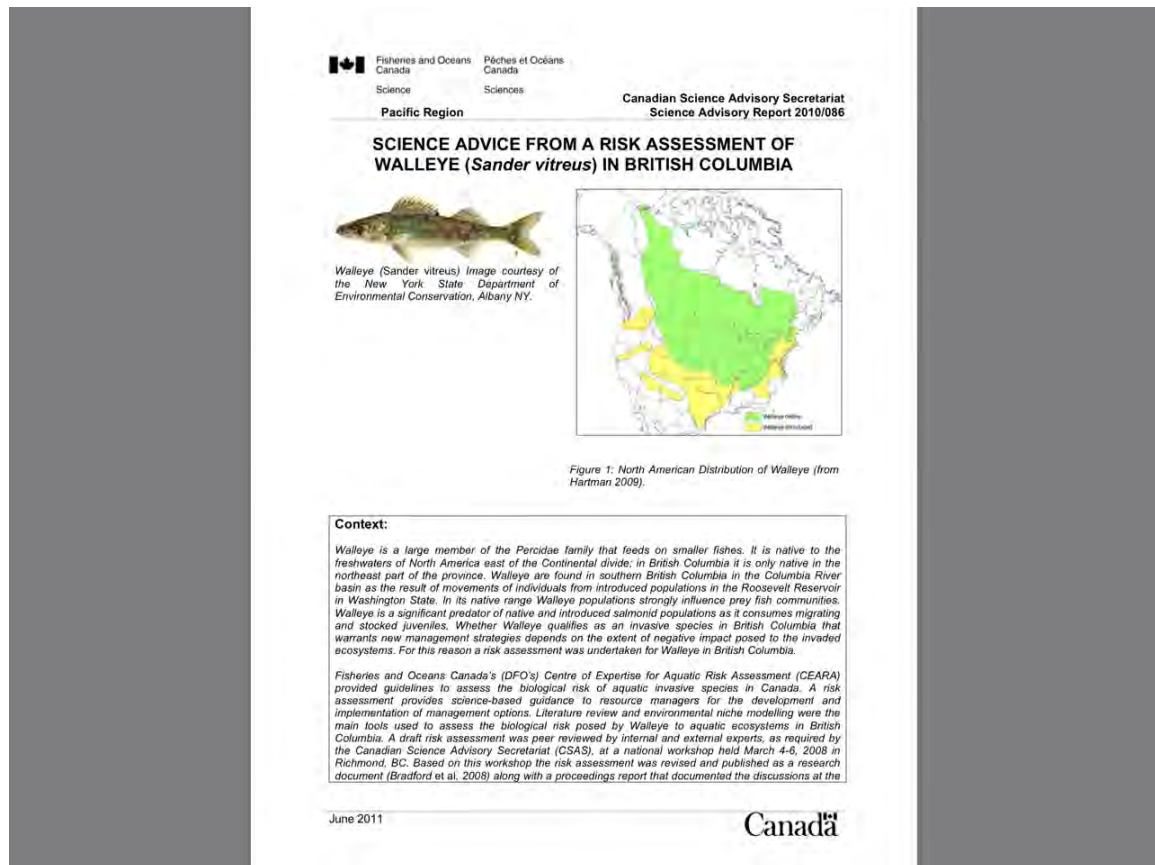 Fisheries and Oceans
Canada
Pêches et Océans
Canada
Science
Sciences
Pacific Region
Canadian Science Advisory Secretariat
Science Advisory Report 2010/086
SCIENCE ADVICE FROM A RISK ASSESSMENT OF
WALLEYE (Sander vitreus) IN BRITISH COLUMBIA
Walleye (Sander vitreus) Image courtesy of
the New York State Department of
Environmental Conservation, Albany NY.
Walleye native
Walleye introduced
Figure 1: North American Distribution of Walleye (from
Hartman 2009).
Context:
Walleye is a large member of the Percidae family that feeds on smaller fishes. It is native to the
freshwaters of North America east of the Continental divide; in British Columbia it is only native in the
northeast part of the province. Walleye are found in southern British Columbia in the Columbia River
basin as the result of movements of individuals from introduced populations in the Roosevelt Reservoir
in Washington State. In its native range Walleye populations strongly influence prey fish communities.
Walleye is a significant predator of native and introduced salmonid populations as it consumes migrating
and stocked juveniles. Whether Walleye qualifies as an invasive species in British Columbia that
warrants new management strategies depends on the extent of negative impact posed to the invaded
ecosystems. For this reason a risk assessment was undertaken for Walleye in British Columbia.
Fisheries and Oceans Canada's (DFO's) Centre of Expertise for Aquatic Risk Assessment (CEARA)
provided guidelines to assess the biological risk of aquatic invasive species in Canada. A risk
assessment provides science-based guidance to resource managers for the development and
implementation of management options. Literature review and environmental niche modelling were the
main tools used to assess the biological risk posed by Walleye to aquatic ecosystems in British
Columbia. A draft risk assessment was peer reviewed by internal and external experts, as required by
the Canadian Science Advisory Secretariat (CSAS), at a national workshop held March 4-6, 2008 in
Richmond, BC. Based on this workshop the risk assessment was revised and published as a research
document (Bradford et al. 2008) along with a proceedings report that documented the discussions at the
June 2011
Canada